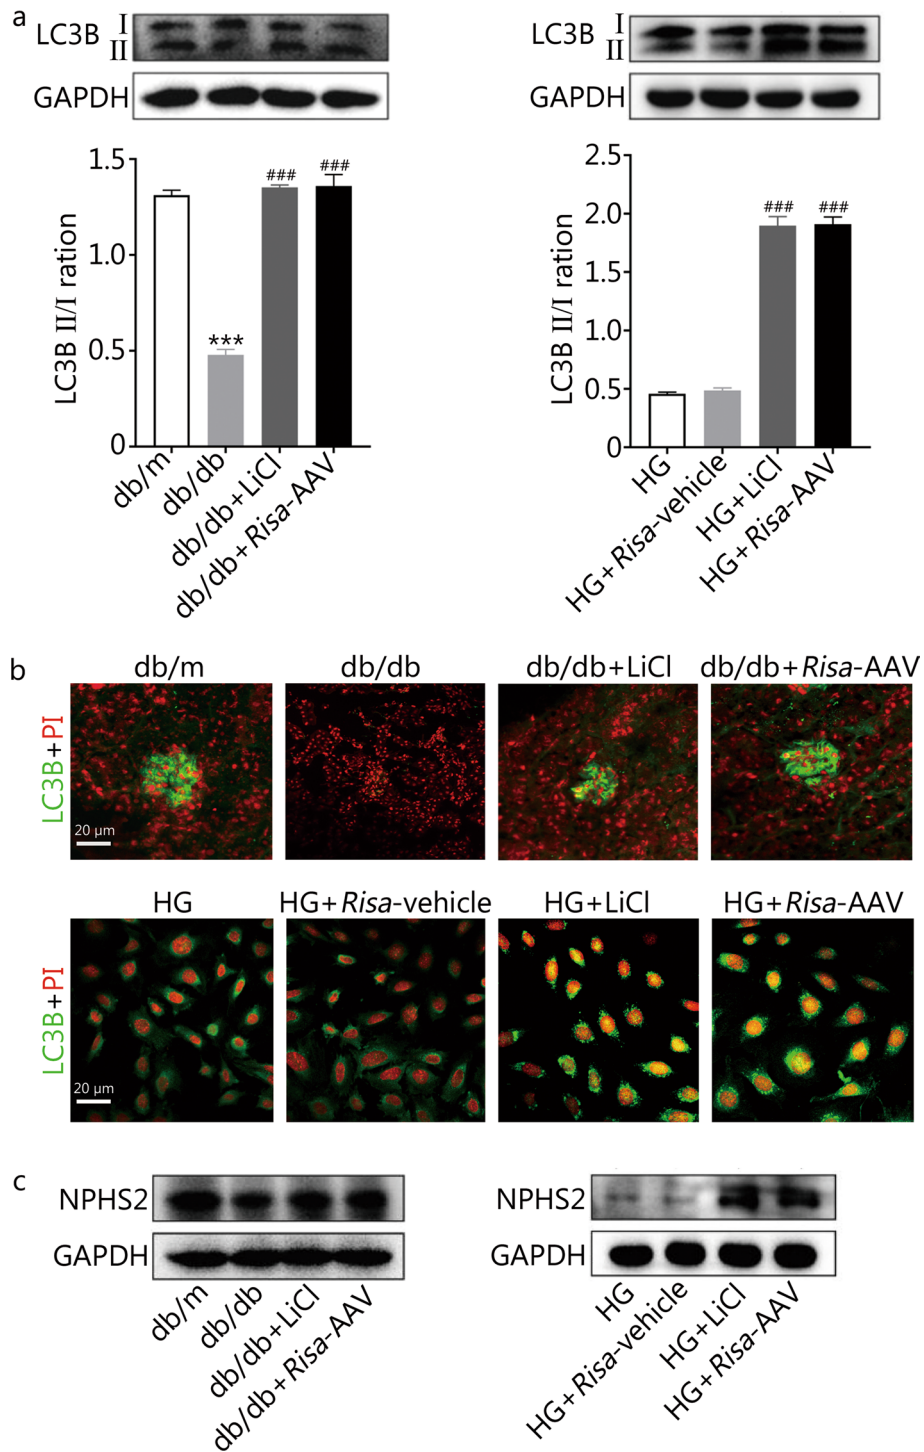 a
LC3B I
II
GAPDH
1.5
1.0
0.5
0
LC3B II/I ration
***
###
###
db/m
db/db
db/db+LiCl
db/db+Risa-AAV
LC3B I
II
GAPDH
2.5
2.0
1.5
1.0
0.5
0
LC3B II/I ration
###
###
HG
HG+Risa-vehicle
HG+LiCl
HG+Risa-AAV
b
db/m db/db db/db+LiCl db/db+Risa-AAV
LC3B+PI
20 μm
HG HG+Risa-vehicle HG+LiCl HG+Risa-AAV
LC3B+PI
20 μm
c
NPHS2
GAPDH
db/m
db/db
db/db+LiCl
db/db+Risa-AAV
NPHS2
GAPDH
HG
HG+Risa-vehicle
HG+LiCl
HG+Risa-AAV